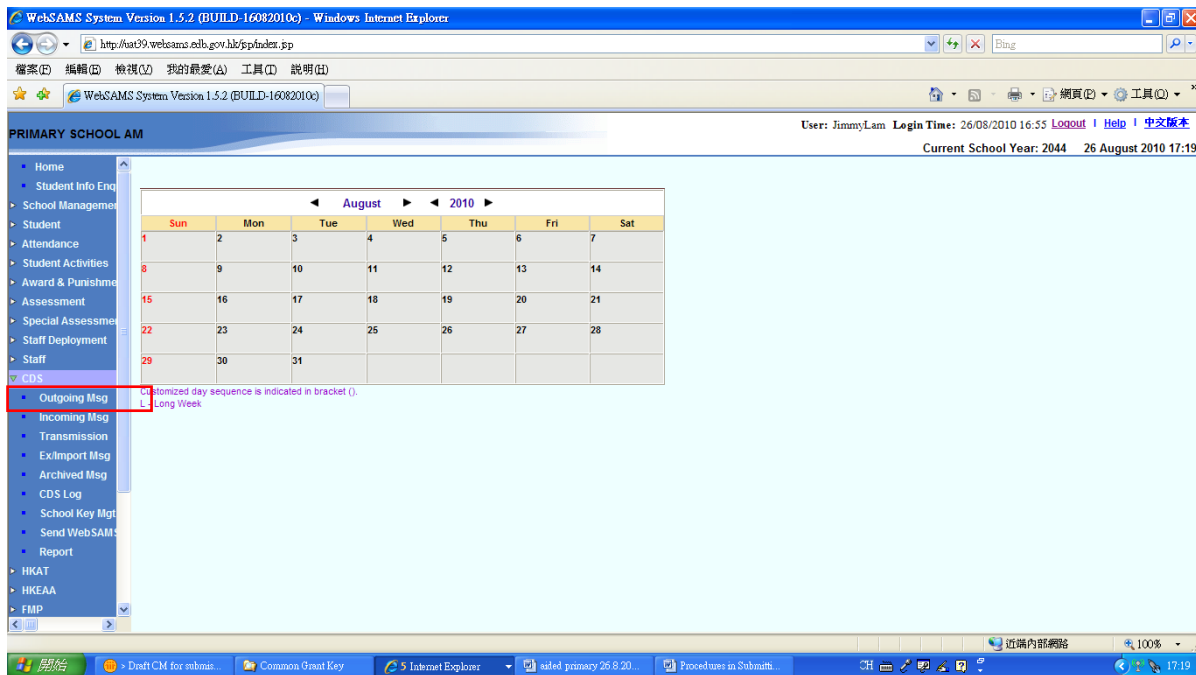 WebSAMS System Version 1.5.2 (BUILD-16082010c) - Windows Internet Explorer
http://uat39.websams.edb.gov.hk/jsp/index.jsp
Bing
檔案(F) 編輯(E) 檢視(V) 我的最愛(A) 工具(T) 說明(H)
WebSAMS System Version 1.5.2 (BUILD-16082010c)
網頁(P) 工具(O)
PRIMARY SCHOOL AM
User: JimmyLam Login Time: 26/08/2010 16:55 Logout | Help | 中文版本
Current School Year: 2044 26 August 2010 17:19
Home
Student Info Enq
School Managemen
Student
Attendance
Student Activities
Award & Punishme
Assessment
Special Assessmen
Staff Deployment
Staff
CDS
Outgoing Msg
Incoming Msg
Transmission
Ex/Import Msg
Archived Msg
CDS Log
School Key Mgt
Send WebSAMS
Report
HKAT
HKEAA
FMP
August 2010
Sun Mon Tue Wed Thu Fri Sat
1 2 3 4 5 6 7
8 9 10 11 12 13 14
15 16 17 18 19 20 21
22 23 24 25 26 27 28
29 30 31
Customized day sequence is indicated in bracket ().
L - Long Week
近端內部網路 100%
開始 > Draft CM for submis... Common Grant Key 5 Internet Explorer aided primary 26.8.20... Procedures in Submitti... CH 17:19